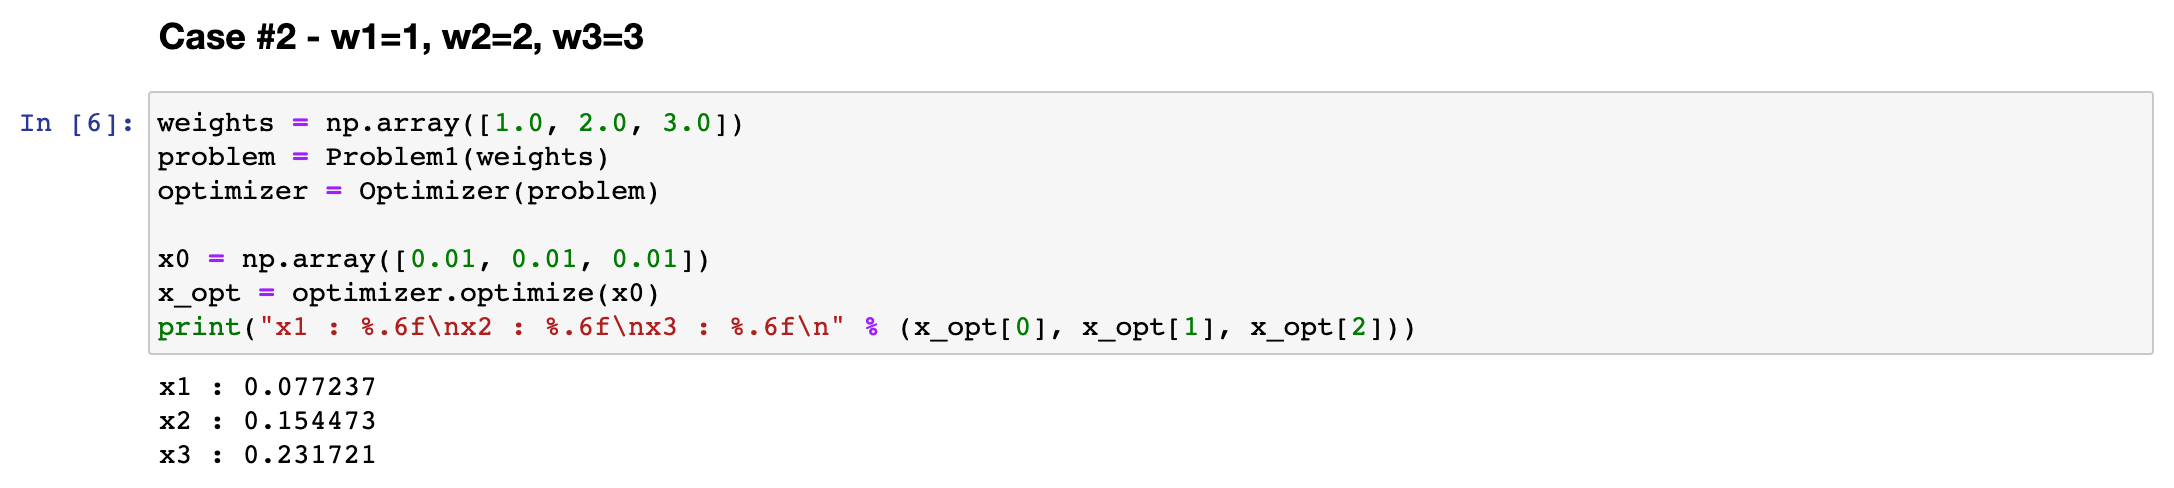 Case #2 - w1=1, w2=2, w3=3
In [6]: weights = np.array([1.0, 2.0, 3.0])
problem = Problem1(weights)
optimizer = Optimizer(problem)
x0 = np.array([0.01, 0.01, 0.01])
x_opt = optimizer.optimize(x0)
print("x1 : %.6f\nx2 : %.6f\nx3 : %.6f\n" % (x_opt[0], x_opt[1], x_opt[2]))
x1 : 0.077237
x2 : 0.154473
x3 : 0.231721